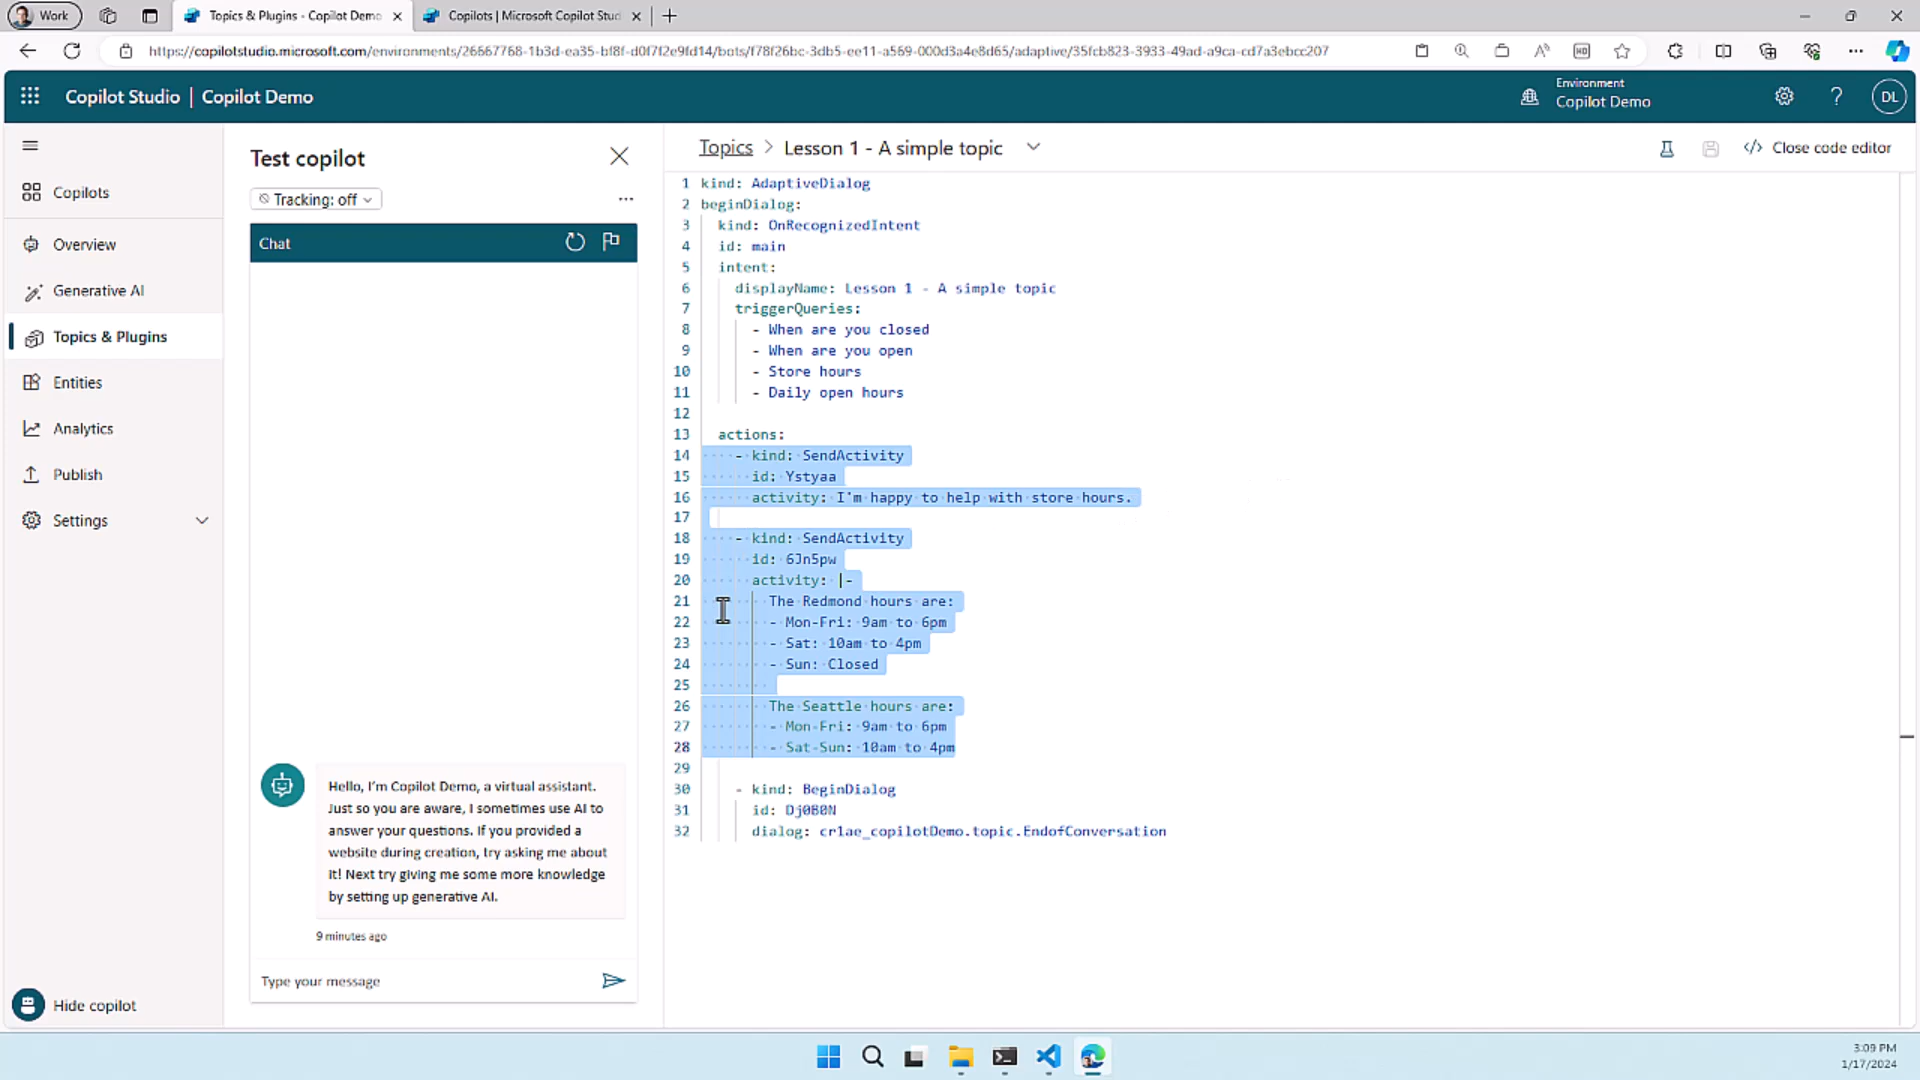 Work
Topics & Plugins - Copilot Demo
Copilots | Microsoft Copilot Stud
https://copilotstudio.microsoft.com/environments/26667768-1b3d-ea35-bf8f-d0f7f2e9fd14/bots/f78f26bc-3db5-ee11-a569-000d3a4e8d65/adaptive/35fcb823-3933-49ad-a9ca-cd7a3ebcc207
Copilot Studio | Copilot Demo
Environment
Copilot Demo
?
DL
Copilots
Overview
Generative AI
Topics & Plugins
Entities
Analytics
Publish
Settings
Hide copilot
Test copilot
Tracking: off
Chat
Hello, I'm Copilot Demo, a virtual assistant.
Just so you are aware, I sometimes use AI to
answer your questions. If you provided a
website during creation, try asking me about
it! Next try giving me some more knowledge
by setting up generative AI.
9 minutes ago
Type your message
Topics > Lesson 1 - A simple topic
</> Close code editor
1 kind: AdaptiveDialog
2 beginDialog:
3 kind: OnRecognizedIntent
4 id: main
5 intent:
6 displayName: Lesson 1 - A simple topic
7 triggerQueries:
8 - When are you closed
9 - When are you open
10 - Store hours
11 - Daily open hours
12
13 actions:
14 - kind: SendActivity
15 id: Ystyaa
16 activity: I'm happy to help with store hours.
17
18 - kind: SendActivity
19 id: 6Jn5pw
20 activity: |-
21 The Redmond hours are:
22 - Mon-Fri: 9am to 6pm
23 - Sat: 10am to 4pm
24 - Sun: Closed
25
26 The Seattle hours are:
27 - Mon-Fri: 9am to 6pm
28 - Sat-Sun: 10am to 4pm
29
30 - kind: BeginDialog
31 id: Dj0B0N
32 dialog: cr1ae_copilotDemo.topic.EndofConversation
3:09 PM
1/17/2024